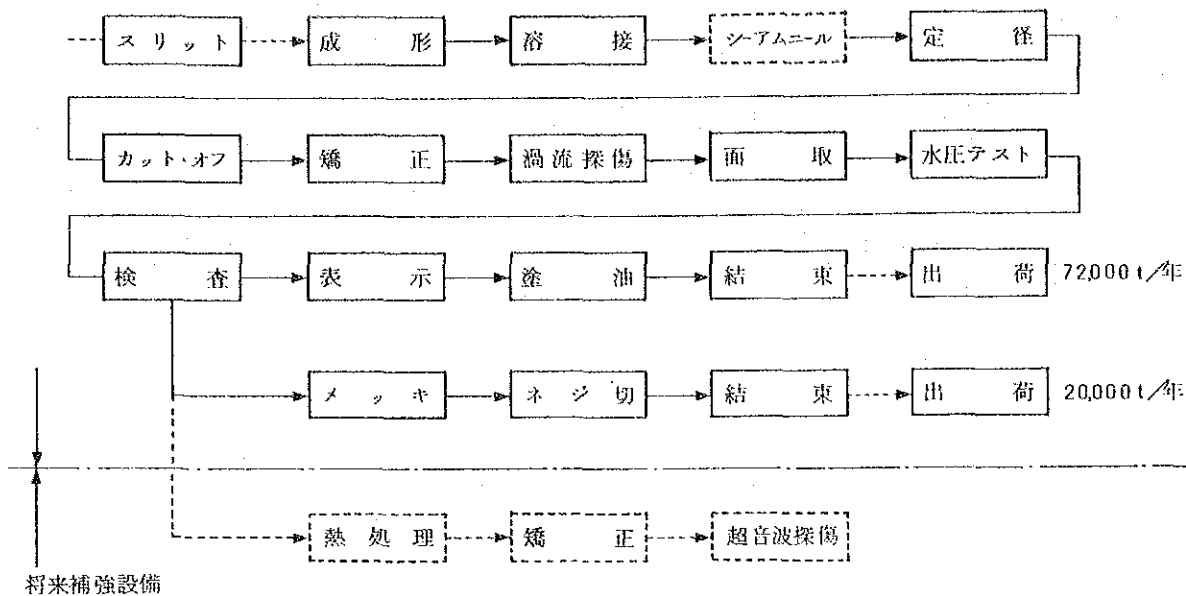 スリット 成形 溶接 シームアニール 定径
カット・オフ 矯正 渦流探傷 面取 水圧テスト
検査 表示 塗油 結束 出荷 72,000t/年
メッキ ネジ切 結束 出荷 20,000t/年
熱処理 矯正 超音波探傷
将来補強設備